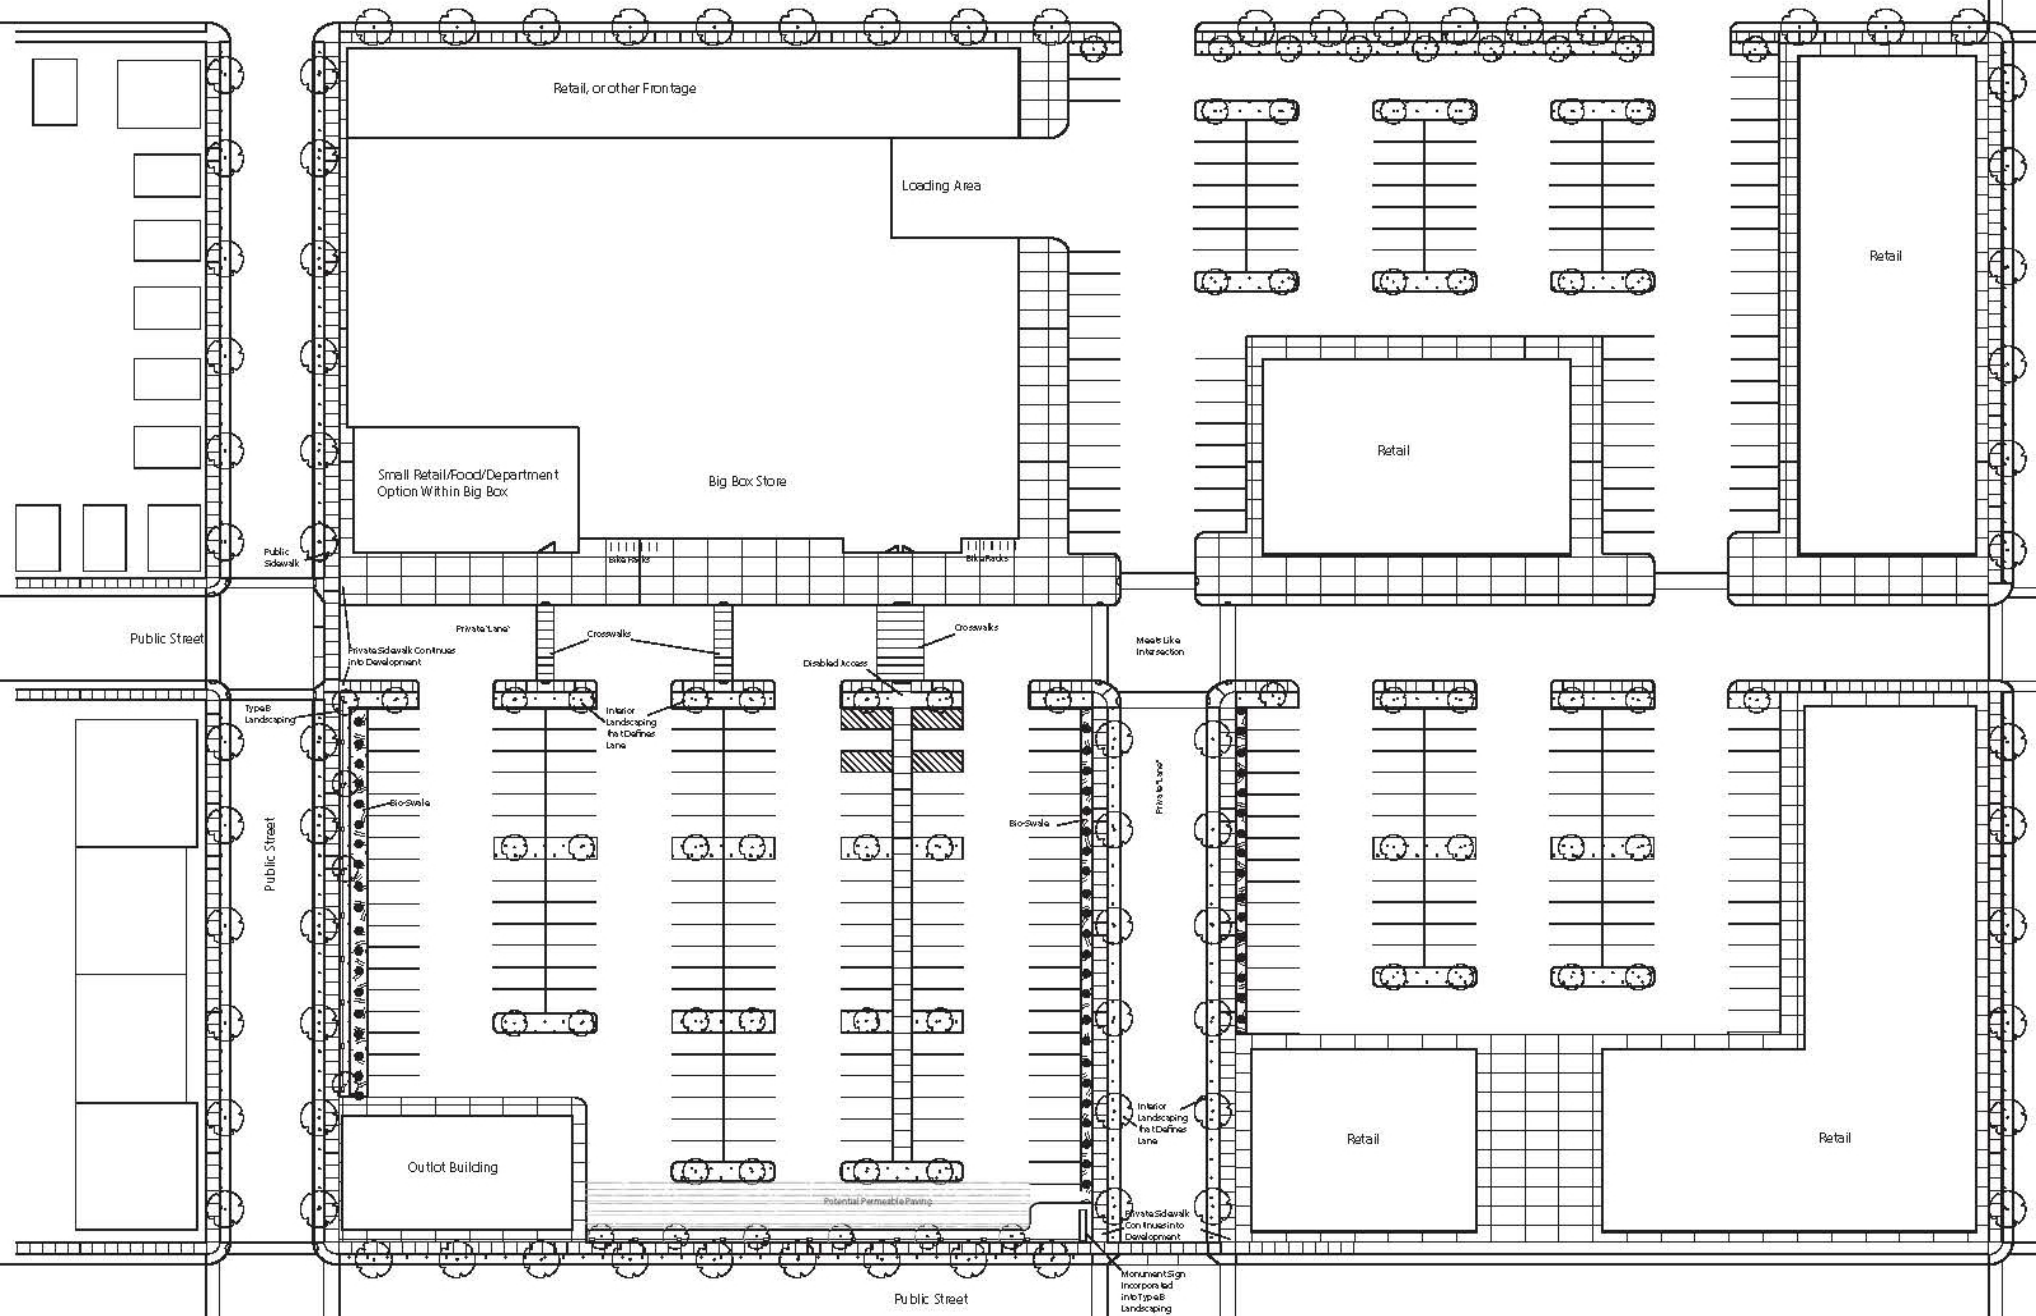 Retail, or other Frontage
Loading Area
Retail
Retail
Small Retail/Food/Department
Option Within Big Box
Big Box Store
Public
Sidewalk
Bike Racks
Bike Racks
Public Street
Private "Lane"
Crosswalks
Crosswalks
Meets Like
Intersection
Private Sidewalk Continues
into Development
Disabled Access
Type B
Landscaping
Interior
Landscaping
that Defines
Lane
Private "Lane"
Bio-Swale
Bio-Swale
Public Street
Interior
Landscaping
that Defines
Lane
Retail
Retail
Outlot Building
Potential Permeable Paving
Private Sidewalk
Continues into
Development
Monument Sign
Incorporated
into Type B
Landscaping
Public Street